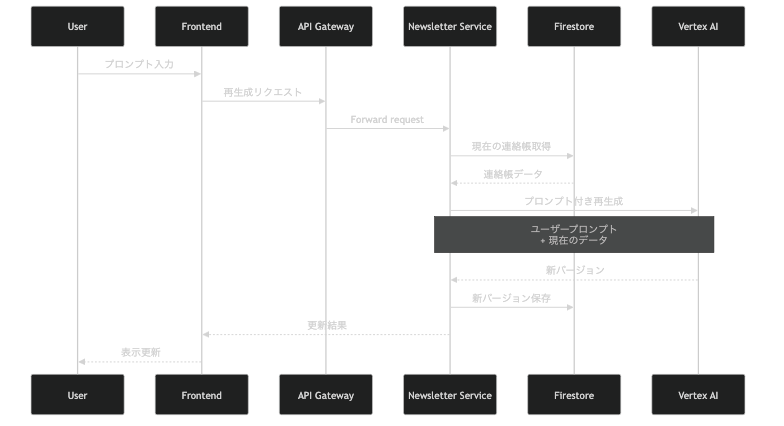 User
Frontend
API Gateway
Newsletter Service
Firestore
Vertex AI
プロンプト入力
再生成リクエスト
Forward request
現在の連絡帳取得
連絡帳データ
プロンプト付き再生成
ユーザープロンプト
+ 現在のデータ
新バージョン
新バージョン保存
更新結果
表示更新
User
Frontend
API Gateway
Newsletter Service
Firestore
Vertex AI